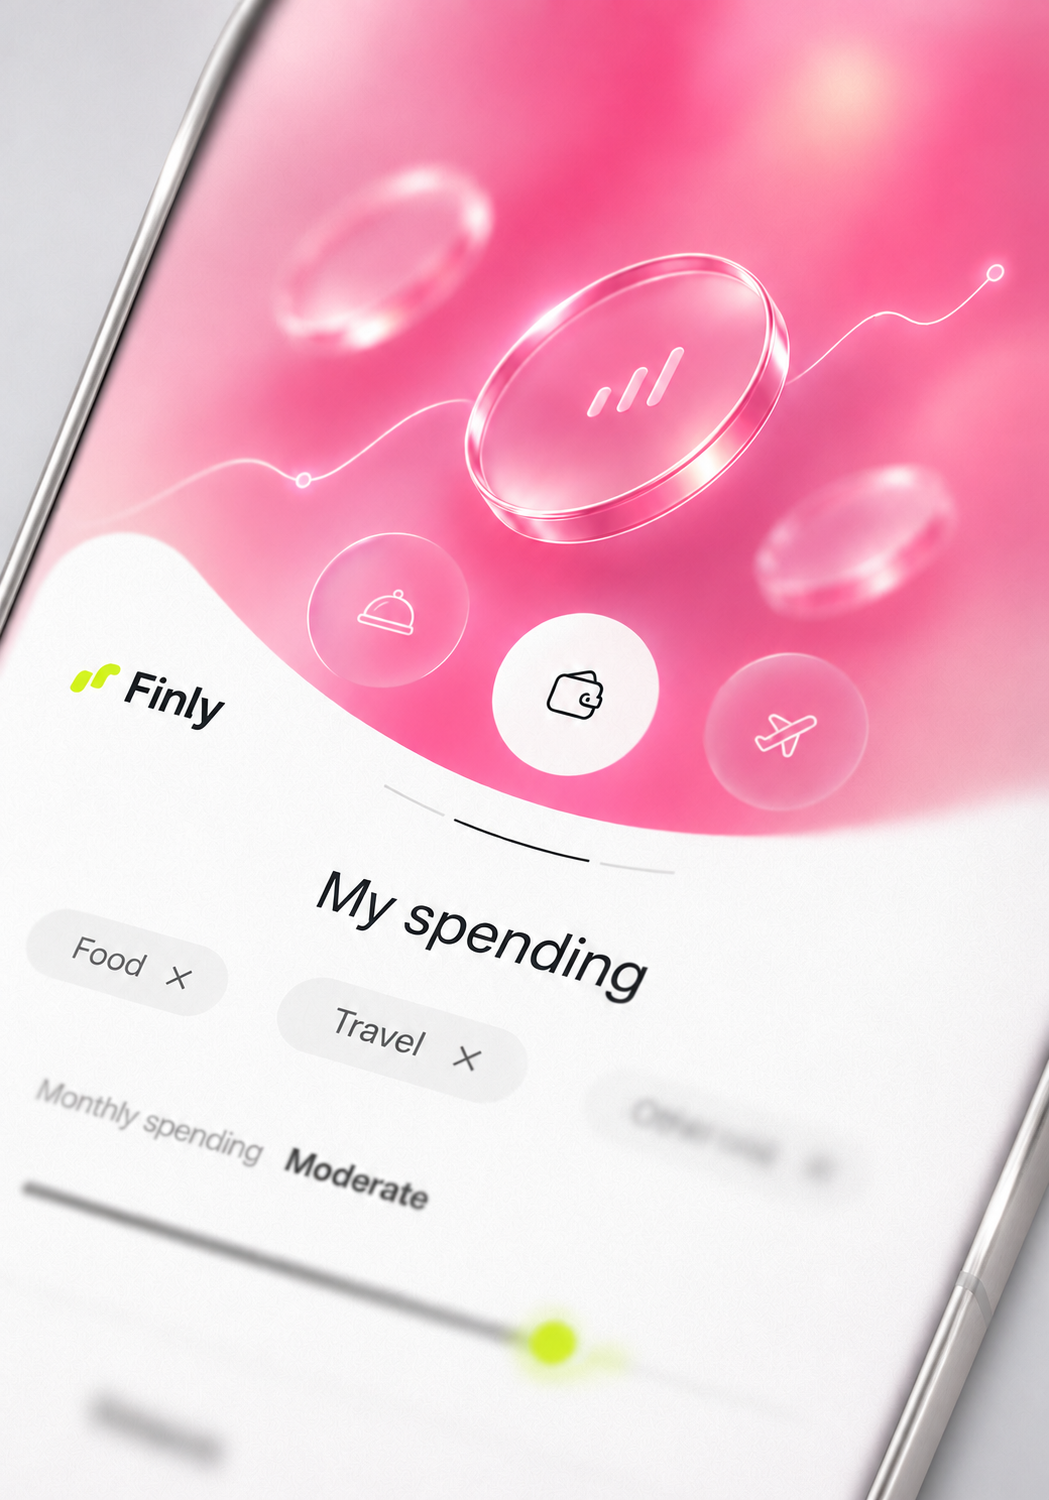 Finly
My spending
Food
Travel
Monthly spending Moderate